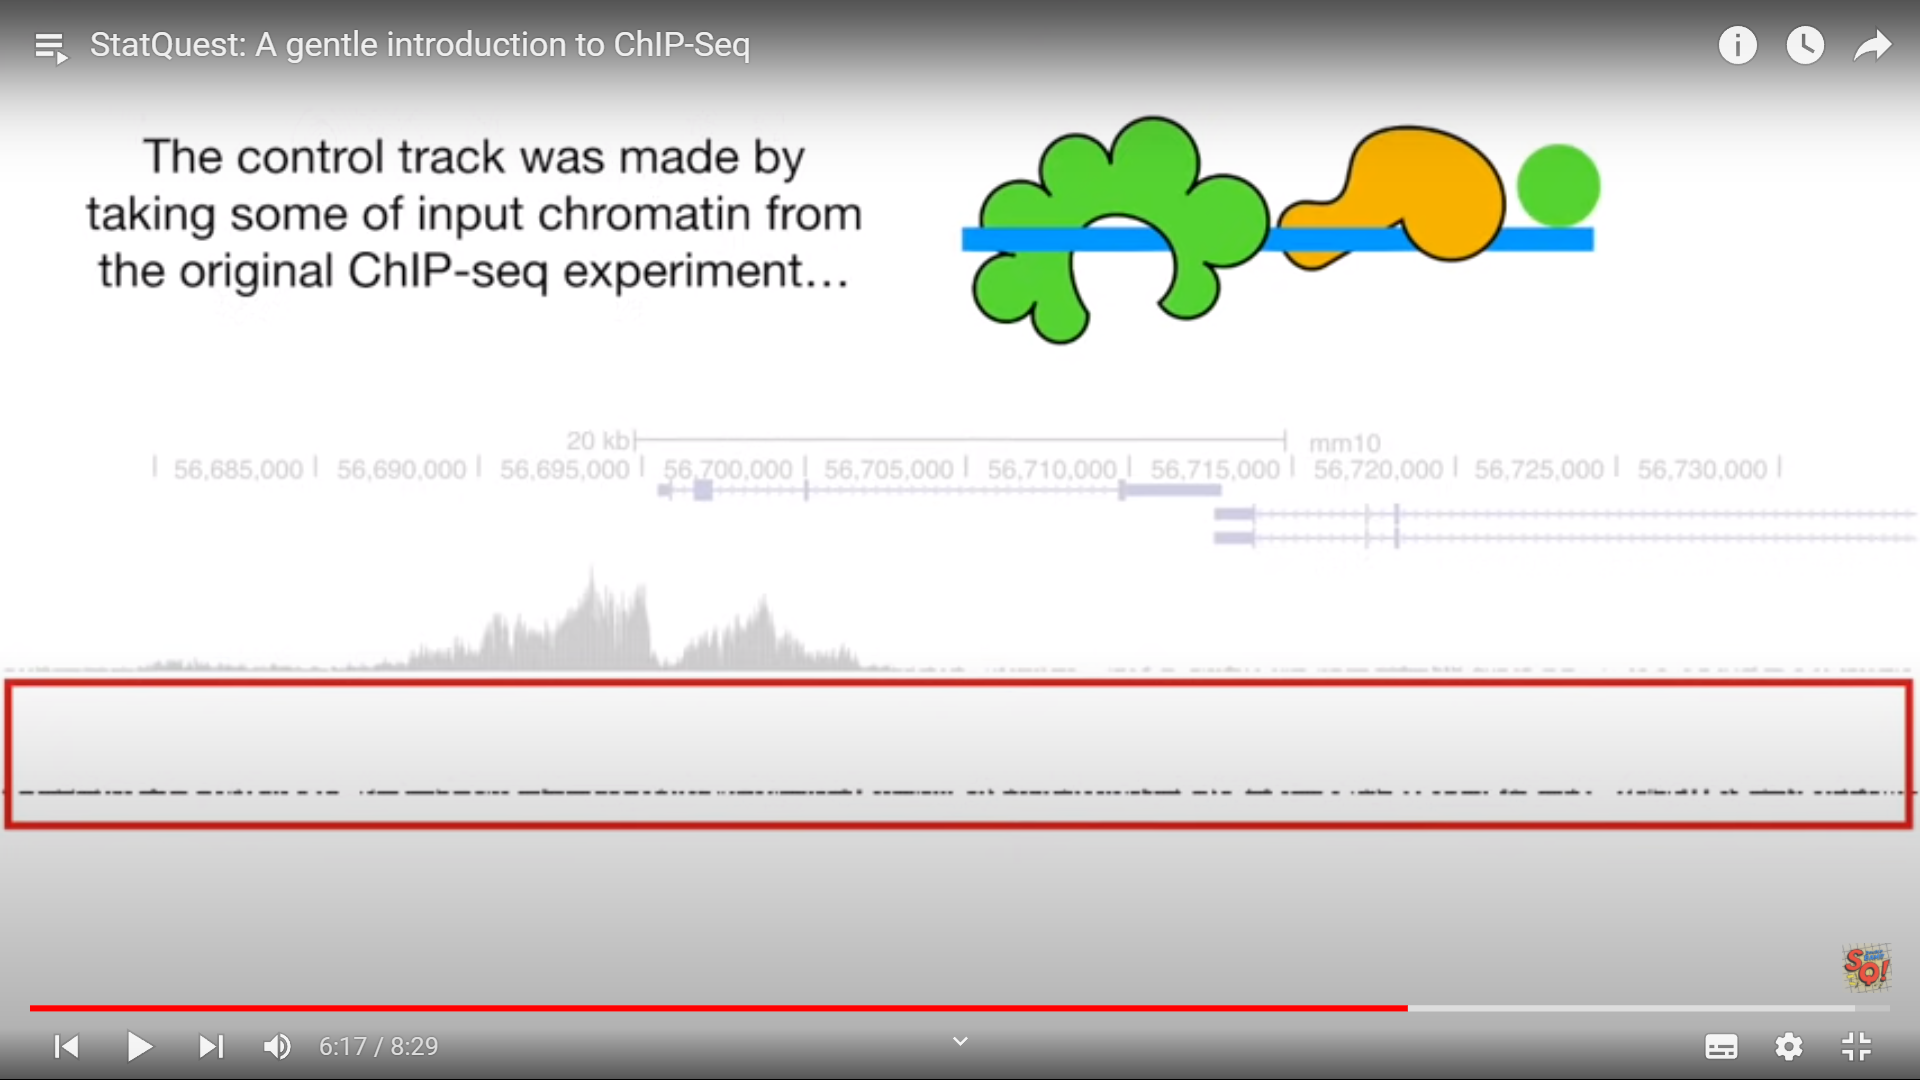 StatQuest: A gentle introduction to ChIP-Seq
The control track was made by
taking some of input chromatin from
the original ChIP-seq experiment...
20 kb mm10
56,685,000 56,690,000 56,695,000 56,700,000 56,705,000 56,710,000 56,715,000 56,720,000 56,725,000 56,730,000
SQ!
6:17 / 8:29